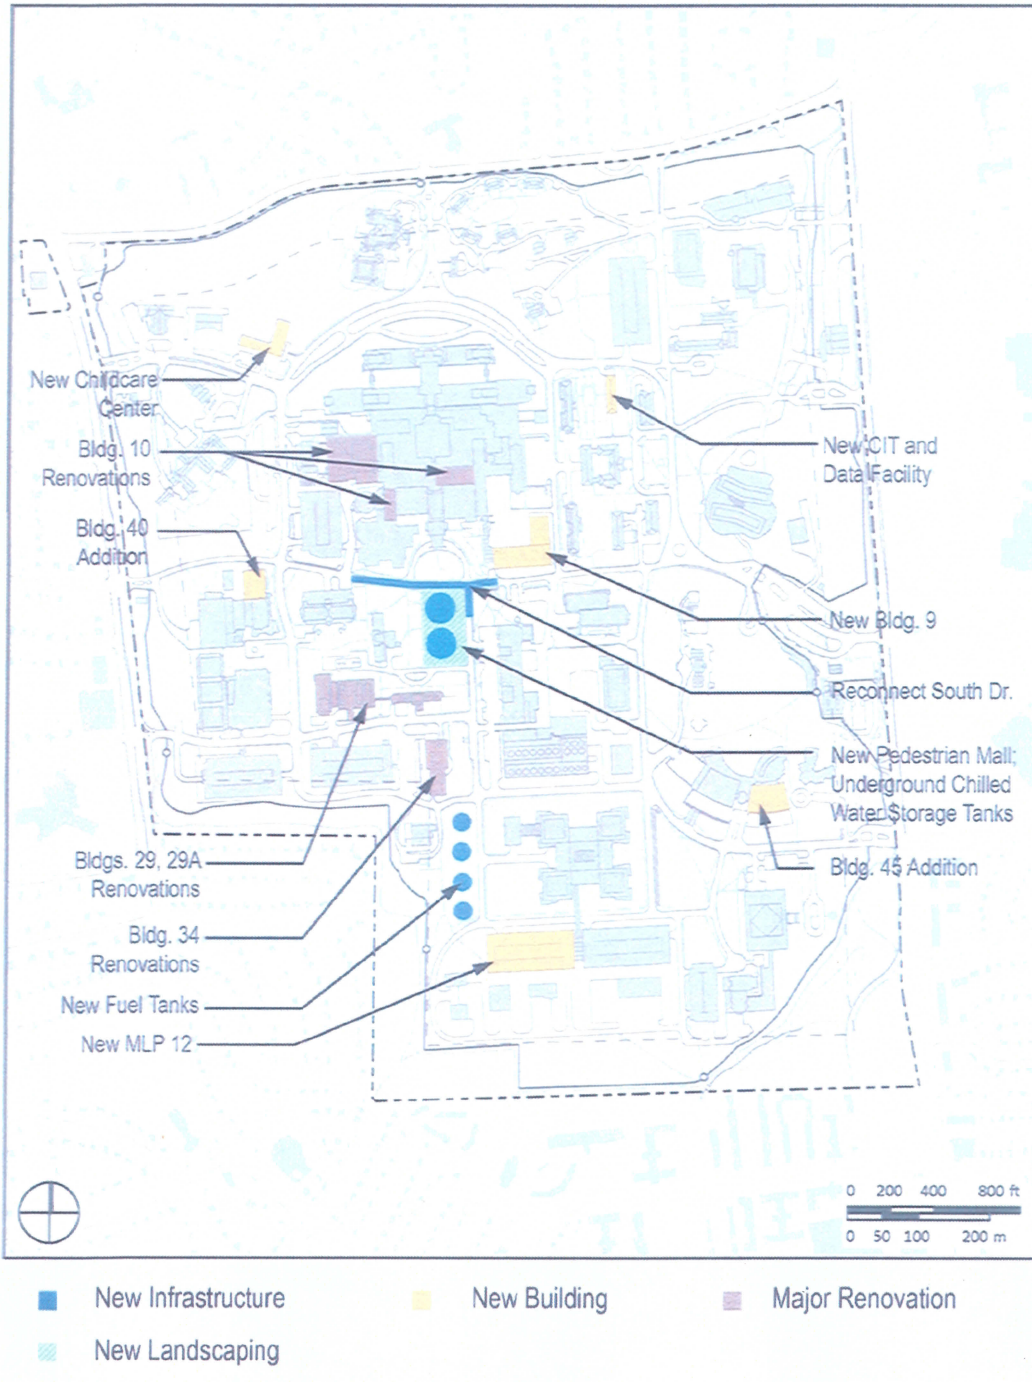 New Childcare
Center
Bldg. 10
Renovations
Bldg. 40
Addition
New CIT and
Data Facility
New Bldg. 9
Reconnect South Dr.
New Pedestrian Mall;
Underground Chilled
Water Storage Tanks
Bldg. 45 Addition
Bldgs. 29, 29A
Renovations
Bldg. 34
Renovations
New Fuel Tanks
New MLP 12
0 200 400 800 ft
0 50 100 200 m
New Infrastructure
New Building
Major Renovation
New Landscaping